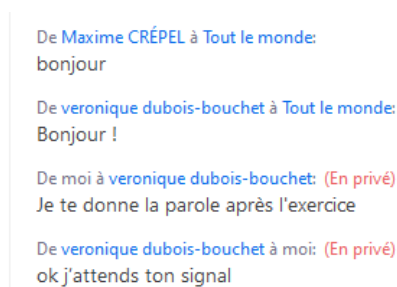 De Maxime CRÉPEL à Tout le monde:
bonjour
De veronique dubois-bouchet à Tout le monde:
Bonjour !
De moi à veronique dubois-bouchet: (En privé)
Je te donne la parole après l'exercice
De veronique dubois-bouchet à moi: (En privé)
ok j'attends ton signal